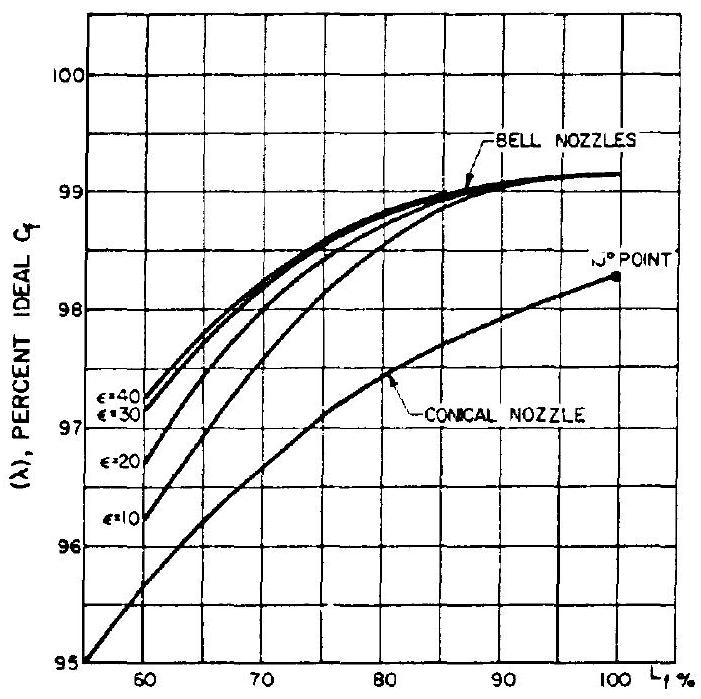 100
99
98
97
96
95
(λ), PERCENT IDEAL Cf
BELL NOZZLES
POINT
CONICAL NOZZLE
ϵ=40
ϵ=30
ϵ=20
ϵ=10
60
70
80
90
100
Lf %